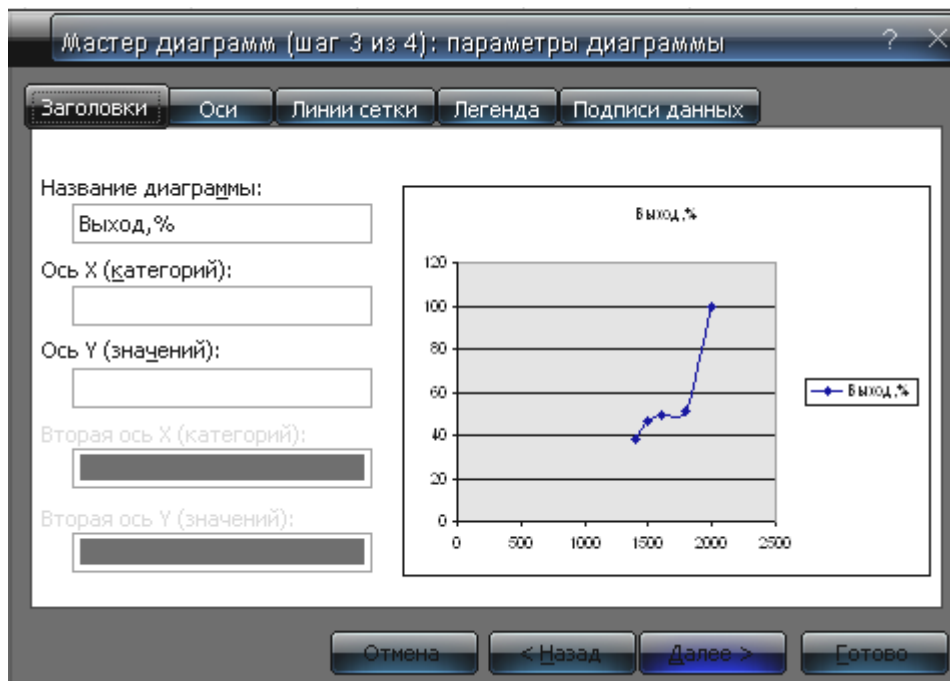 Мастер диаграмм (шаг 3 из 4): параметры диаграммы ? ×
Заголовки Оси Линии сетки Легенда Подписи данных
Название диаграммы:
Выход,%
Ось X (категорий):
Ось Y (значений):
Вторая ось X (категорий):
Вторая ось Y (значений):
Выход,%
120
100
80
60
40
20
0
0 500 1000 1500 2000 2500
Выход,%
Отмена < Назад Далее > Готово